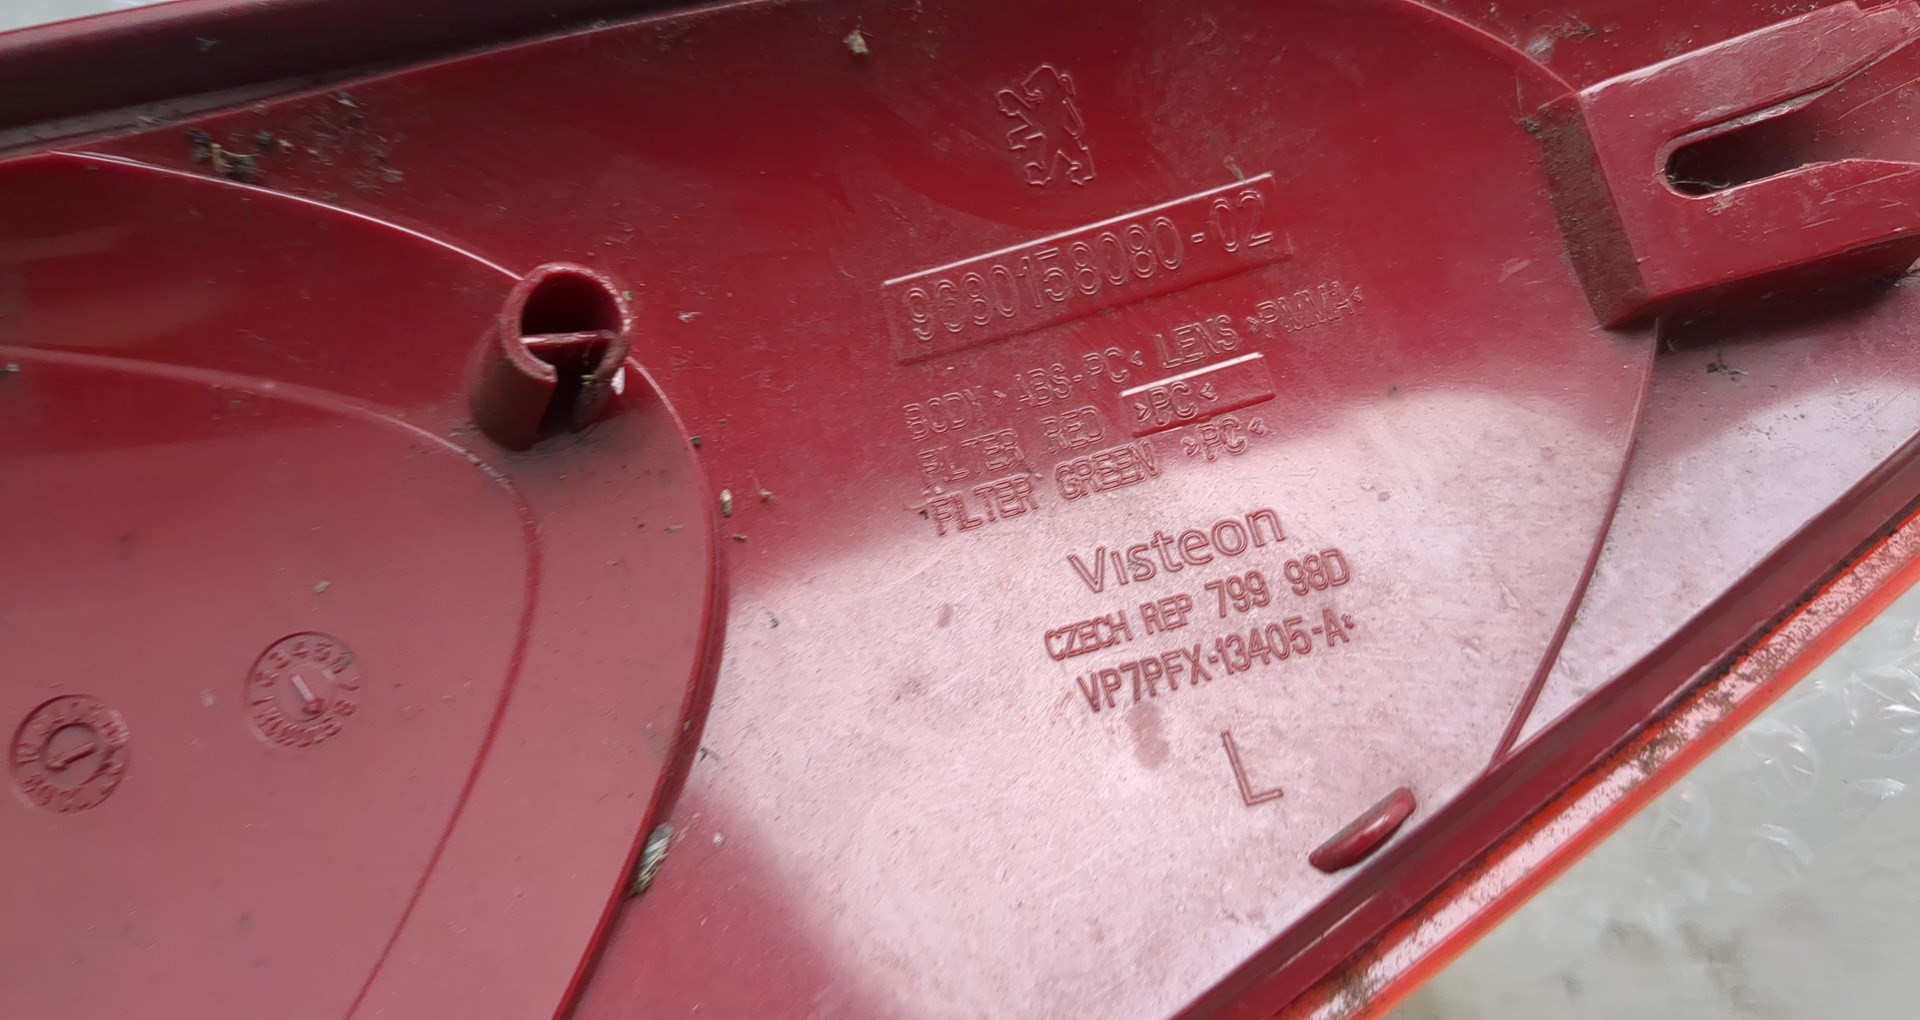 9680158080-02
BODY >ABS-PC< LENS >PMMA<
FILTER RED >PC<
FILTER GREEN >PC<
Visteon
CZECH REP 799 98D
VP7PFX-13405-A*
L